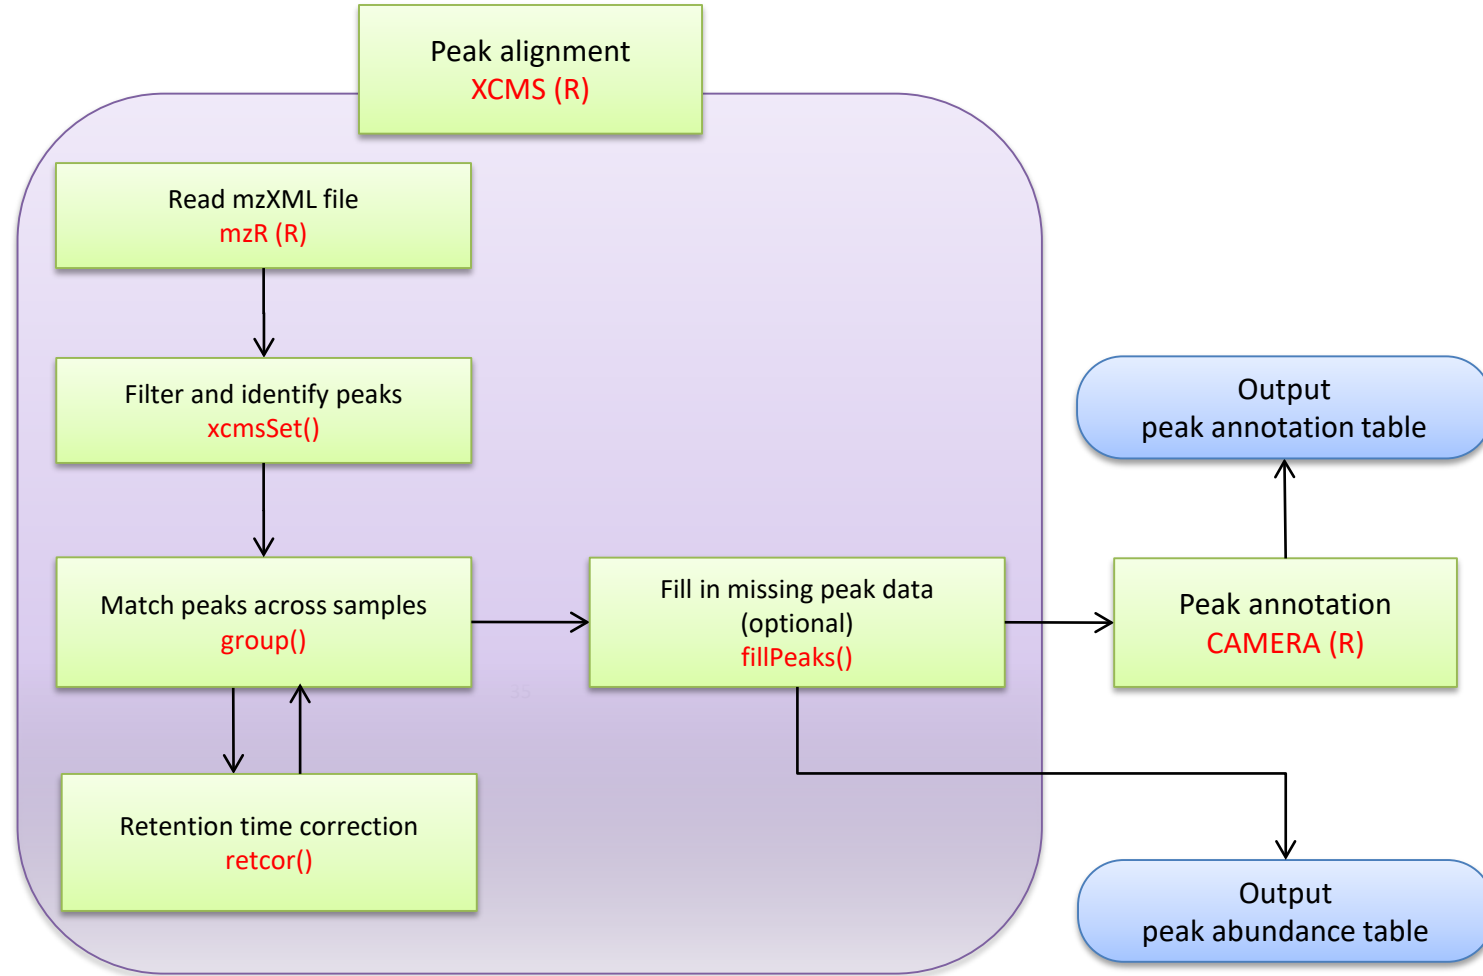 Peak alignment
XCMS (R)
Read mzXML file
mzR (R)
Filter and identify peaks
xcmsSet()
Match peaks across samples
group()
Retention time correction
retcor()
Fill in missing peak data
(optional)
fillPeaks()
Peak annotation
CAMERA (R)
Output
peak annotation table
Output
peak abundance table
35